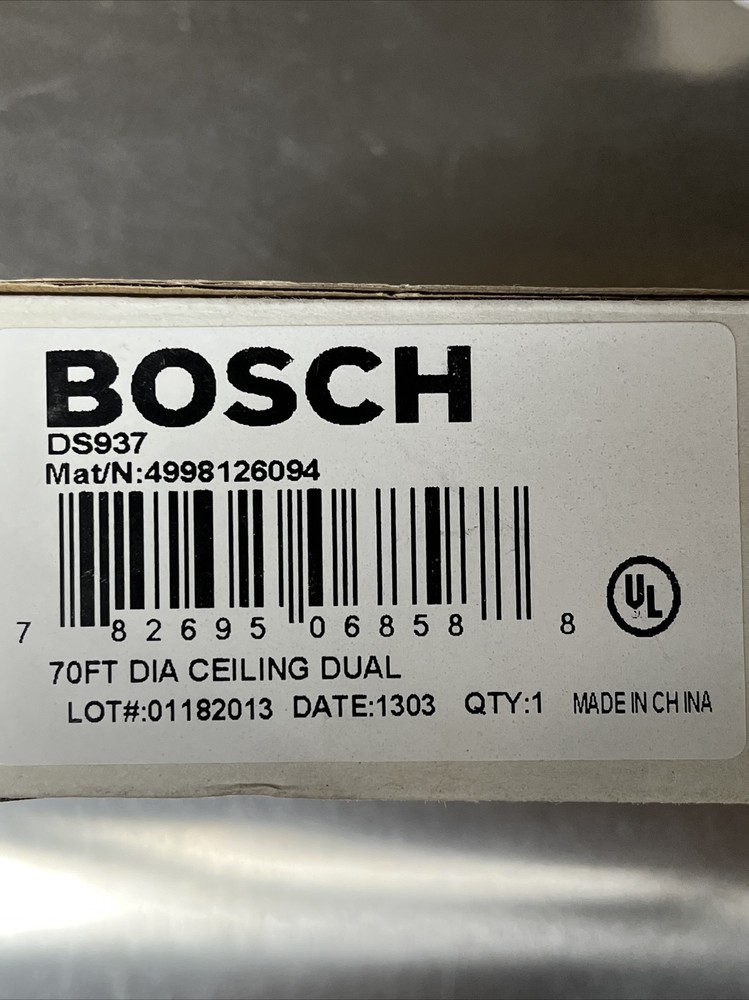 BOSCH
DS937
Mat/N:4998126094
7 82695 06858 8
UL
70FT DIA CEILING DUAL
LOT#:01182013 DATE:1303 QTY:1 MADE IN CHINA